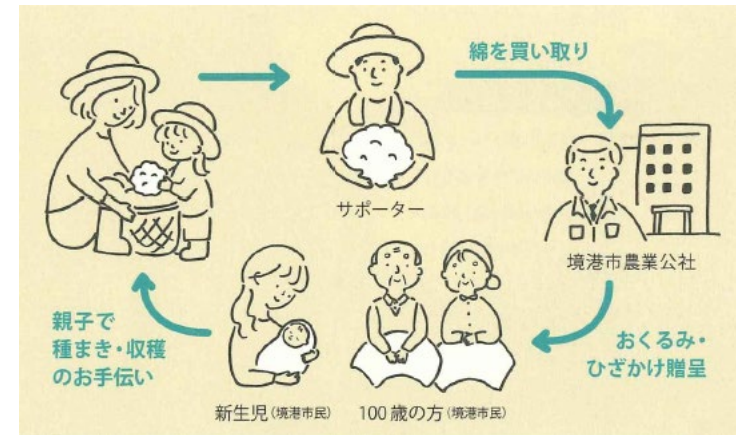 綿を買い取り
サポーター
境港市農業公社
親子で
種まき・収穫
のお手伝い
おくるみ・
ひざかけ贈呈
新生児(境港市民)
100歳の方(境港市民)